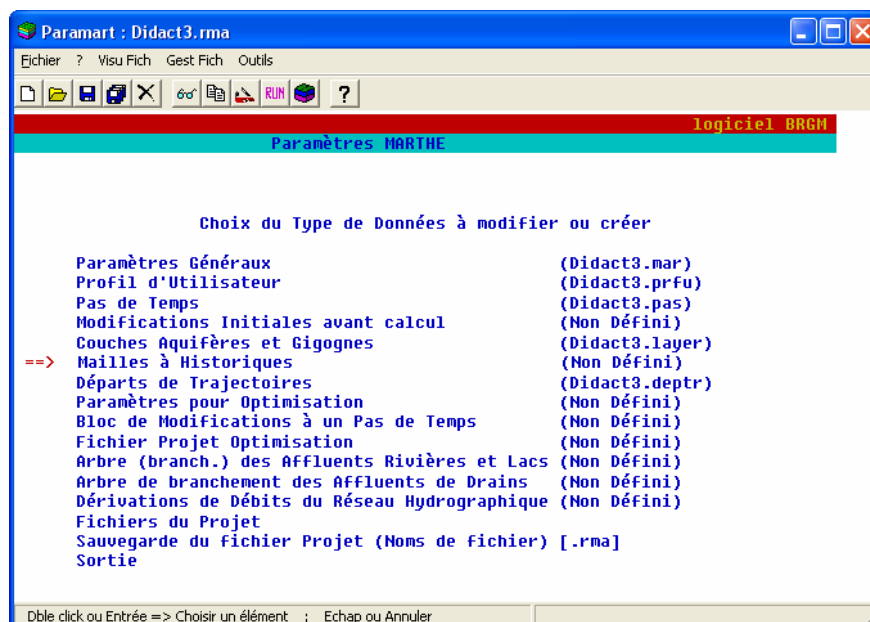 Paramart : Didact3.rma
Fichier ? Visu Fich Gest Fich Outils
RUN ?
logiciel BRGM
Paramètres MARTHE
Choix du Type de Données à modifier ou créer
Paramètres Généraux (Didact3.mar)
Profil d'Utilisateur (Didact3.prfu)
Pas de Temps (Didact3.pas)
Modifications Initiales avant calcul (Non Défini)
Couches Aquifères et Gigognes (Didact3.layer)
==> Mailles à Historiques (Non Défini)
Départs de Trajectoires (Didact3.deptr)
Paramètres pour Optimisation (Non Défini)
Bloc de Modifications à un Pas de Temps (Non Défini)
Fichier Projet Optimisation (Non Défini)
Arbre (branch.) des Affluents Rivières et Lacs (Non Défini)
Arbre de branchement des Affluents de Drains (Non Défini)
Dérivations de Débits du Réseau Hydrographique (Non Défini)
Fichiers du Projet
Sauvegarde du fichier Projet (Noms de fichier) [.rma]
Sortie
Dble click ou Entrée => Choisir un élément ; Echap ou Annuler